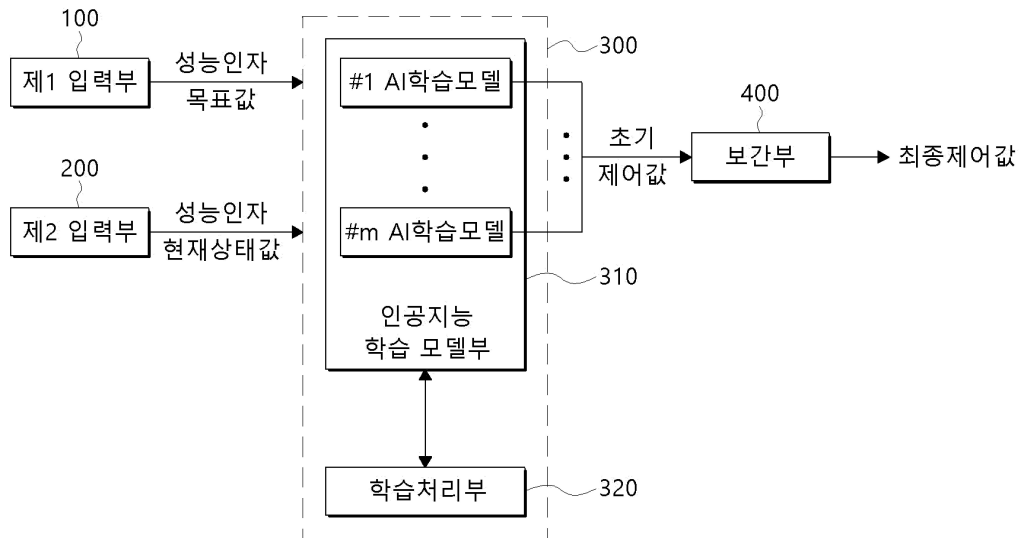 100
제1 입력부
성능인자
목표값
200
제2 입력부
성능인자
현재상태값
300
#1 AI학습모델
#m AI학습모델
310
인공지능
학습 모델부
학습처리부
320
초기
제어값
400
보간부
최종제어값